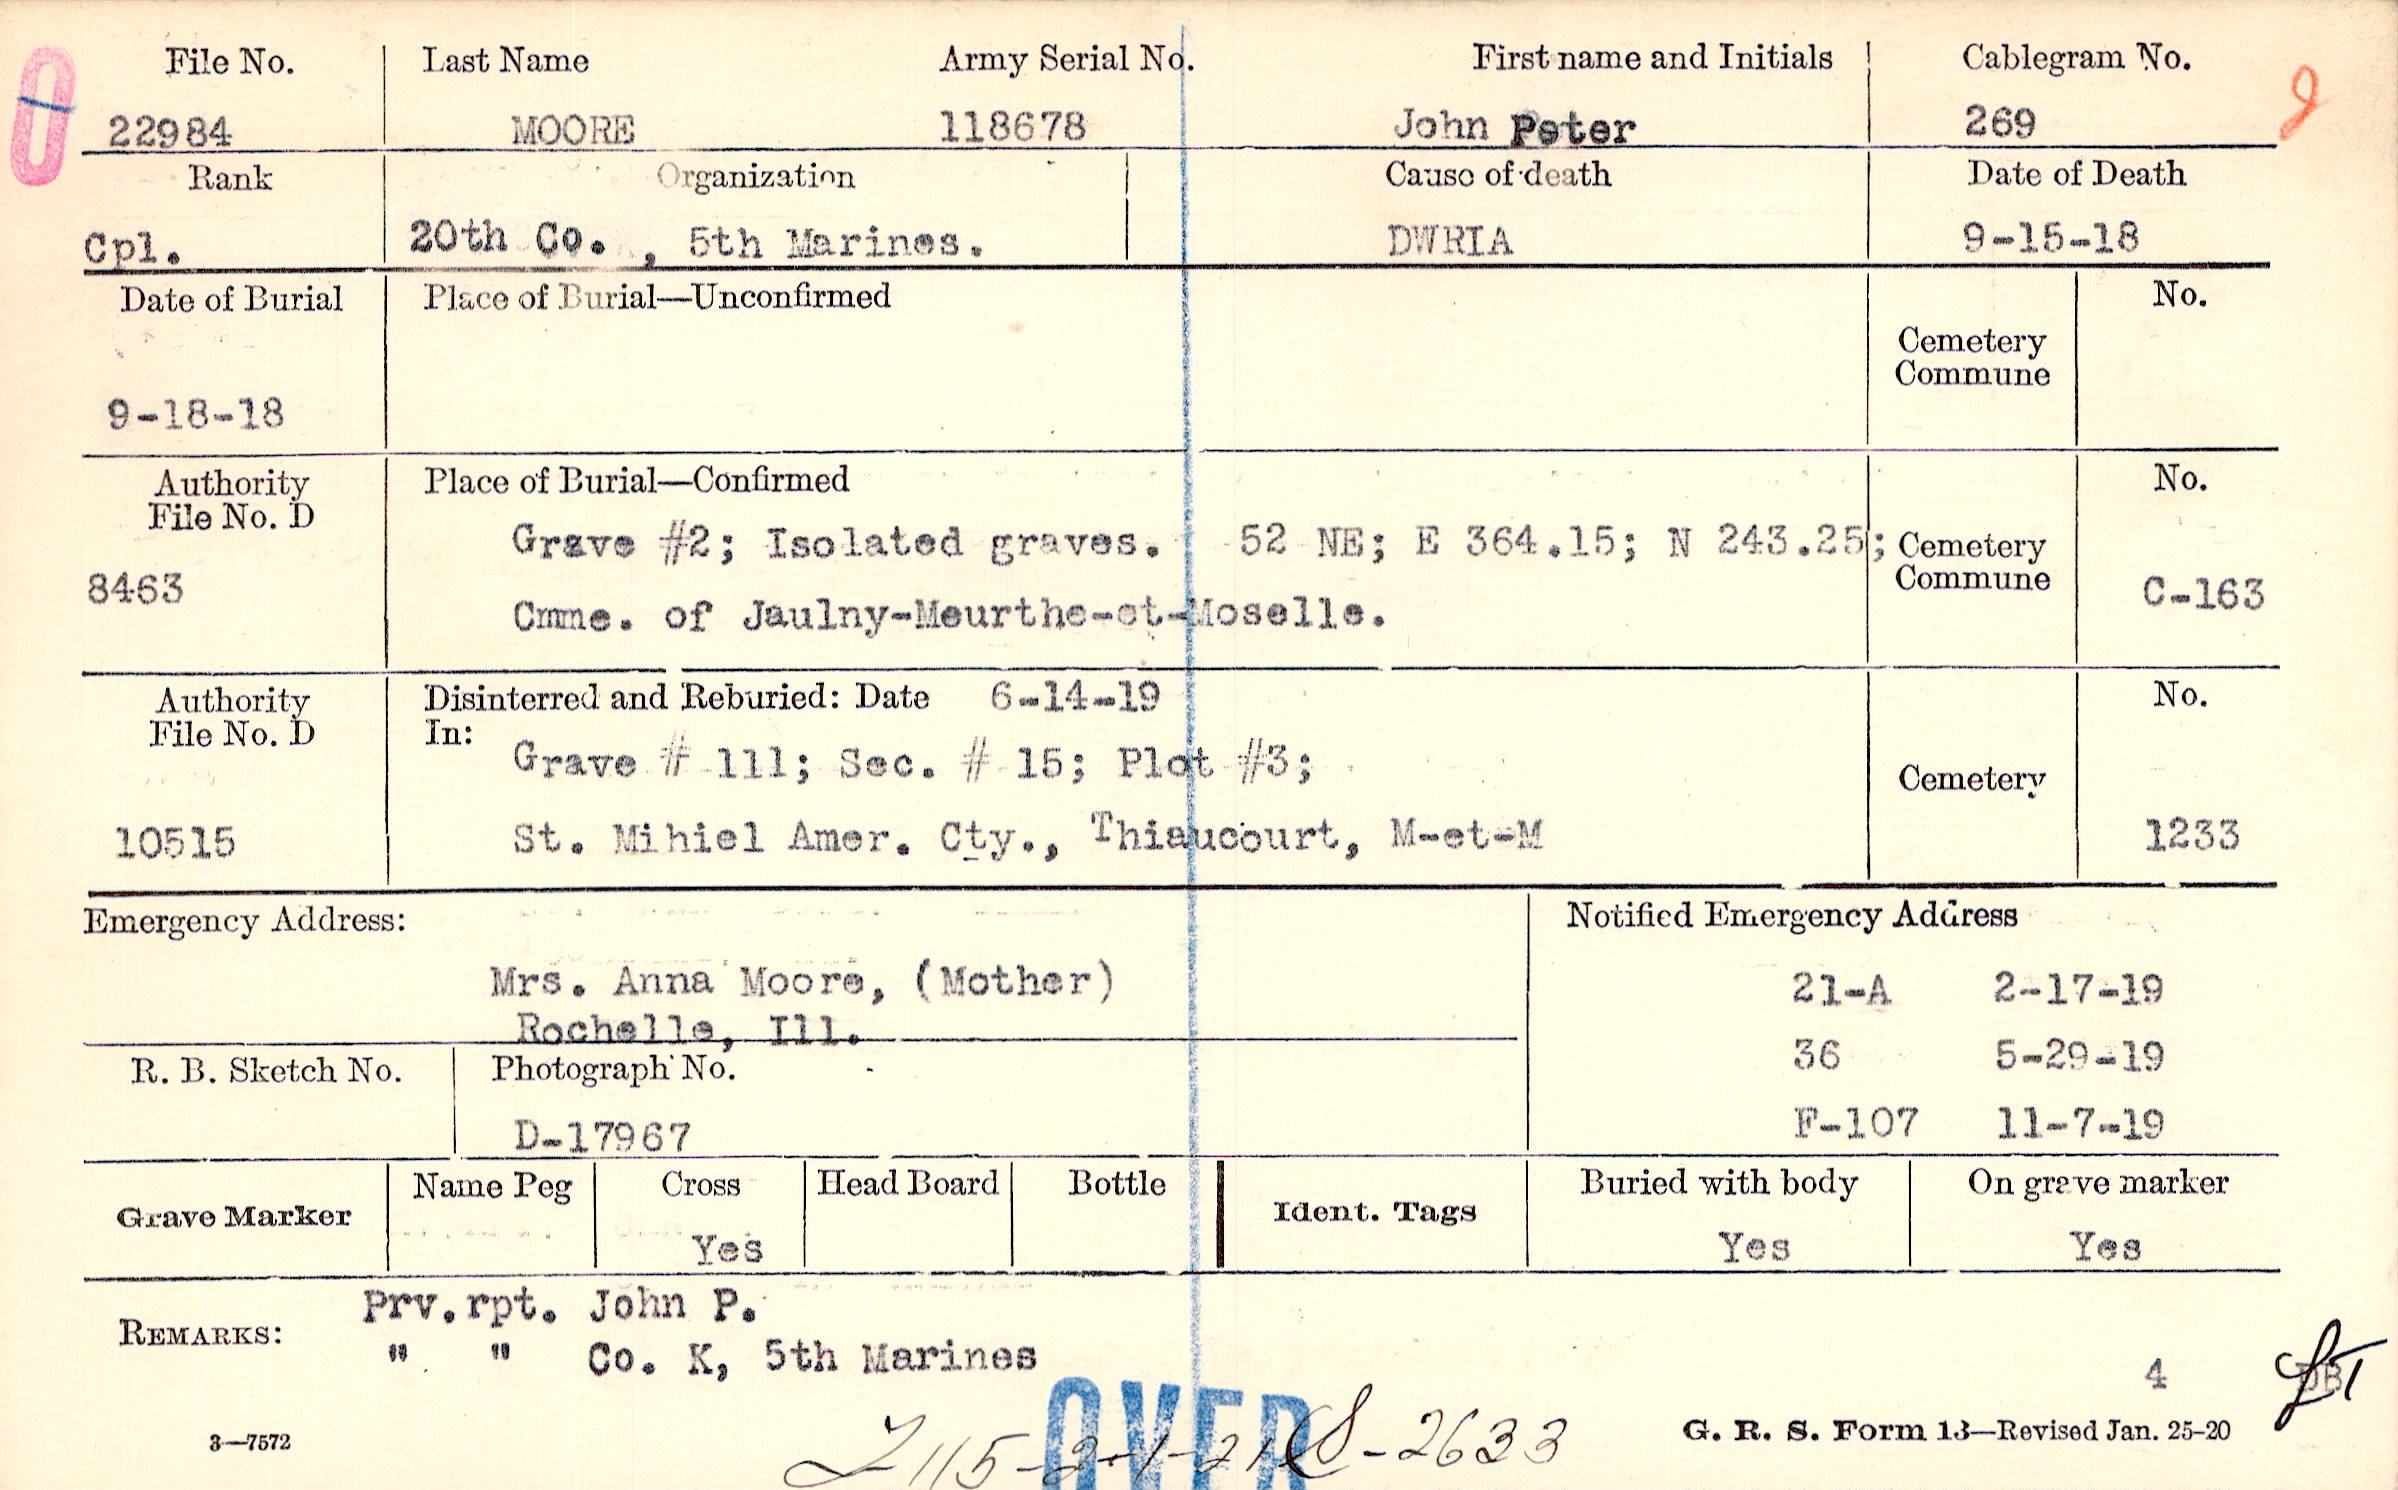 File No. Last Name Army Serial No. First name and Initials Cablegram No.
22984 MOORE 118678 John Peter 269
Rank Organization Cause of death Date of Death
Cpl. 20th Co. , 5th Marines. DWRIA 9-15-18
Date of Burial Place of Burial—Unconfirmed No.
Cemetery
Commune
9-18-18
Authority Place of Burial—Confirmed No.
File No. D
Grave #2; Isolated graves. 52 NE; E 364.15; N 243.25; Cemetery
8463 Commune C-163
Cmne. of Jaulny-Meurthe-et-Moselle.
Authority Disinterred and Reburied: Date 6-14-19 No.
File No. D In:
Grave # 111; Sec. # 15; Plot #3;
Cemetery
10515 St. Mihiel Amer. Cty., Thiaucourt, M-et-M 1233
Emergency Address: Notified Emergency Address
Mrs. Anna Moore, (Mother) 21-A 2-17-19
Rochelle, Ill.
R. B. Sketch No. Photograph No. 36 5-29-19
D-17967 F-107 11-7-19
Name Peg Cross Head Board Bottle Buried with body On grave marker
Grave Marker Ident. Tags
Yes Yes Yes
Prv.rpt. John P.
REMARKS:
" " Co. K, 5th Marines
4
OVER
3—7572 G. R. S. Form 13—Revised Jan. 25-20
115-2-1-21 S-2633